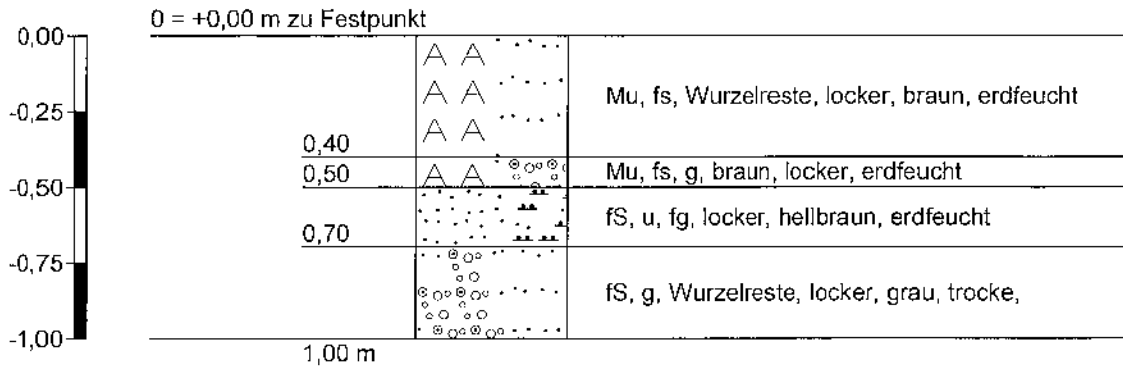 0 = +0,00 m zu Festpunkt
0,00
-0,25
-0,50
-0,75
-1,00
Mu, fs, Wurzelreste, locker, braun, erdfeucht
0,40
Mu, fs, g, braun, locker, erdfeucht
0,50
fS, u, fg, locker, hellbraun, erdfeucht
0,70
fS, g, Wurzelreste, locker, grau, trocke,
1,00 m